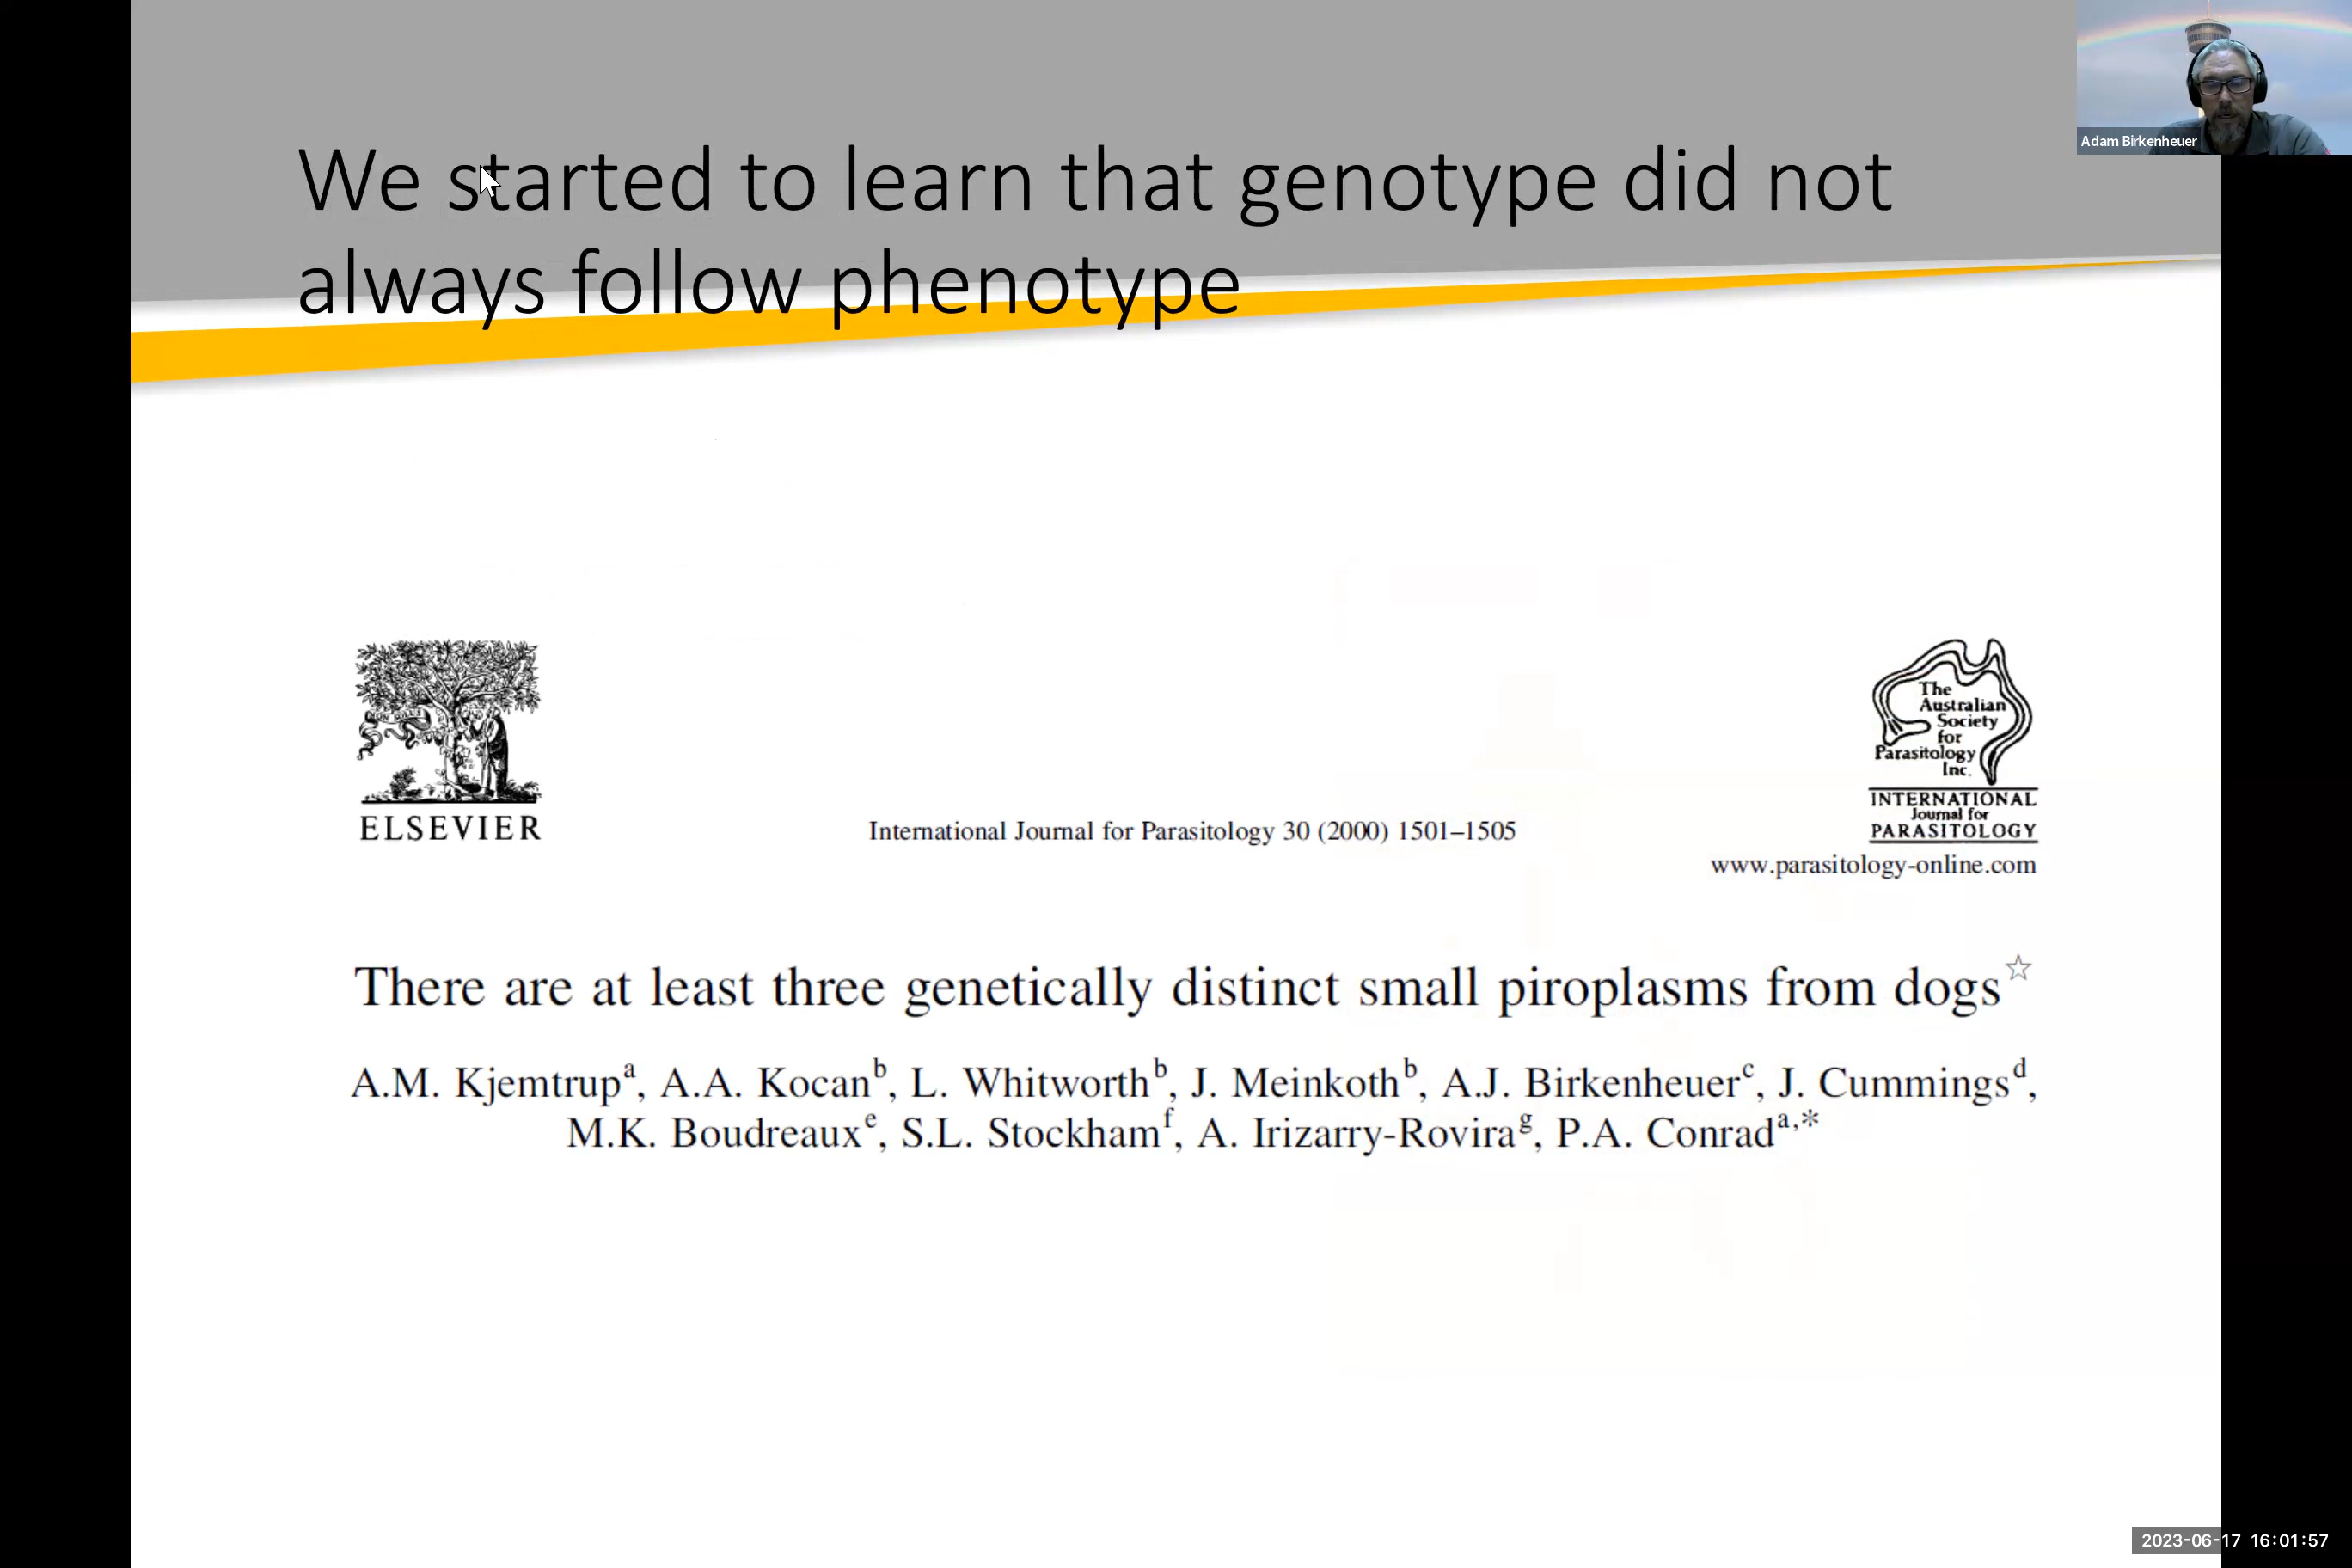 Adam Birkenheuer
We started to learn that genotype did not
always follow phenotype
ELSEVIER
International Journal for Parasitology 30 (2000) 1501–1505
The
Australian
Society
for
Parasitology
Inc.
INTERNATIONAL
Journal for
PARASITOLOGY
www.parasitology-online.com
There are at least three genetically distinct small piroplasms from dogs☆
A.M. Kjemtrupᵃ, A.A. Kocanᵇ, L. Whitworthᵇ, J. Meinkothᵇ, A.J. Birkenheuerᶜ, J. Cummingsᵈ,
M.K. Boudreauxᵉ, S.L. Stockhamᶠ, A. Irizarry-Roviraᵍ, P.A. Conradᵃ,*
2023-06-17 16:01:57